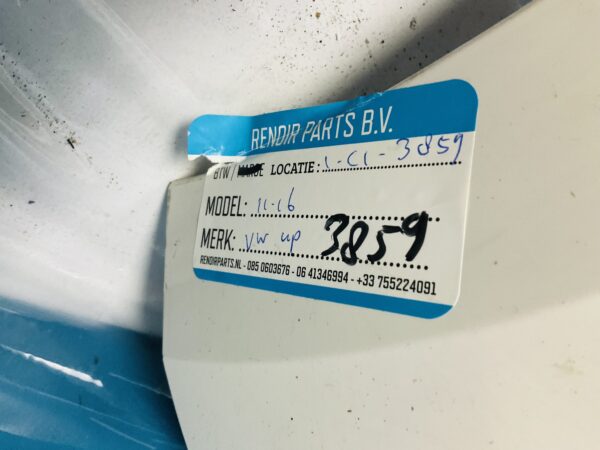 RENDIR PARTS B.V.
BTW / MARGE LOCATIE: 1-C1-3859
MODEL: 11-16
MERK: VW up 3859
RENDIRPARTS.NL - 085 0603676 - 06 41346994 - +33 755224091